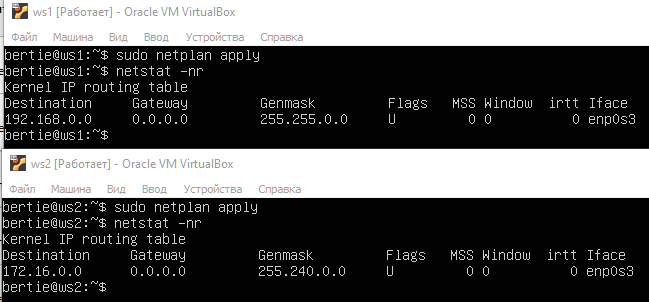 ws1 [Работает] - Oracle VM VirtualBox
Файл Машина Вид Ввод Устройства Справка
bertie@ws1:~$ sudo netplan apply
bertie@ws1:~$ netstat -nr
Kernel IP routing table
Destination Gateway Genmask Flags MSS Window irtt Iface
192.168.0.0 0.0.0.0 255.255.0.0 U 0 0 0 enp0s3
bertie@ws1:~$
ws2 [Работает] - Oracle VM VirtualBox
Файл Машина Вид Ввод Устройства Справка
bertie@ws2:~$ sudo netplan apply
bertie@ws2:~$ netstat -nr
Kernel IP routing table
Destination Gateway Genmask Flags MSS Window irtt Iface
172.16.0.0 0.0.0.0 255.240.0.0 U 0 0 0 enp0s3
bertie@ws2:~$